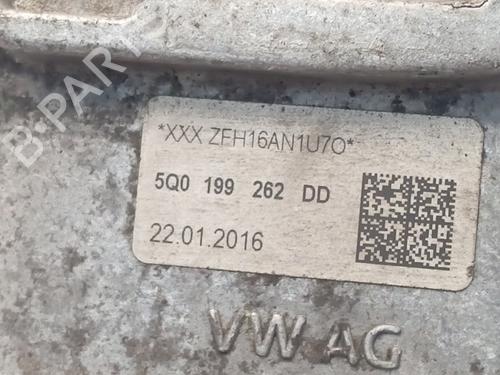 B-PARTS
*XXX ZFH16AN1U7O*
5Q0 199 262 DD
22.01.2016
VW AG